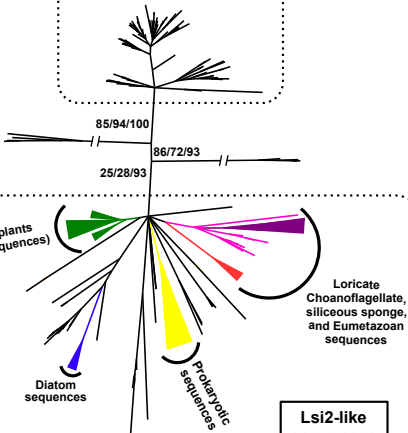 85/94/100
86/72/93
25/28/93
plants
quences)
Loricate
Choanoflagellate,
siliceous sponge,
and Eumetazoan
sequences
Diatom
sequences
Prokaryotic
sequences
Lsi2-like